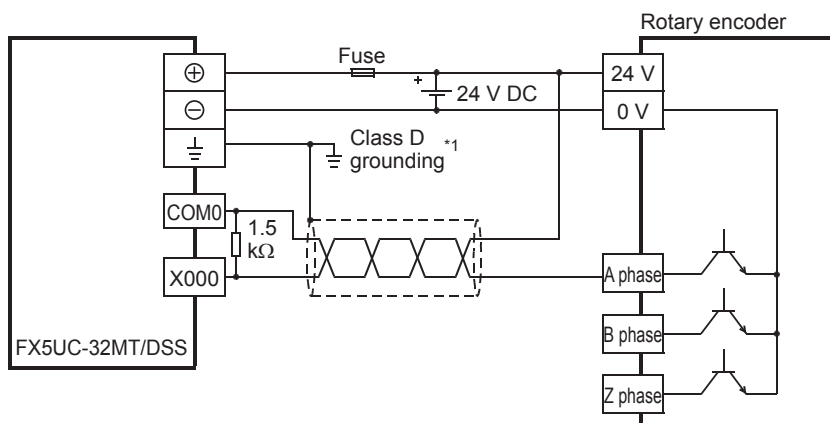 Rotary encoder
Fuse
24 V
+
24 V DC
0 V
Class D *1
grounding
COM0
1.5
kΩ
X000
A phase
FX5UC-32MT/DSS
B phase
Z phase